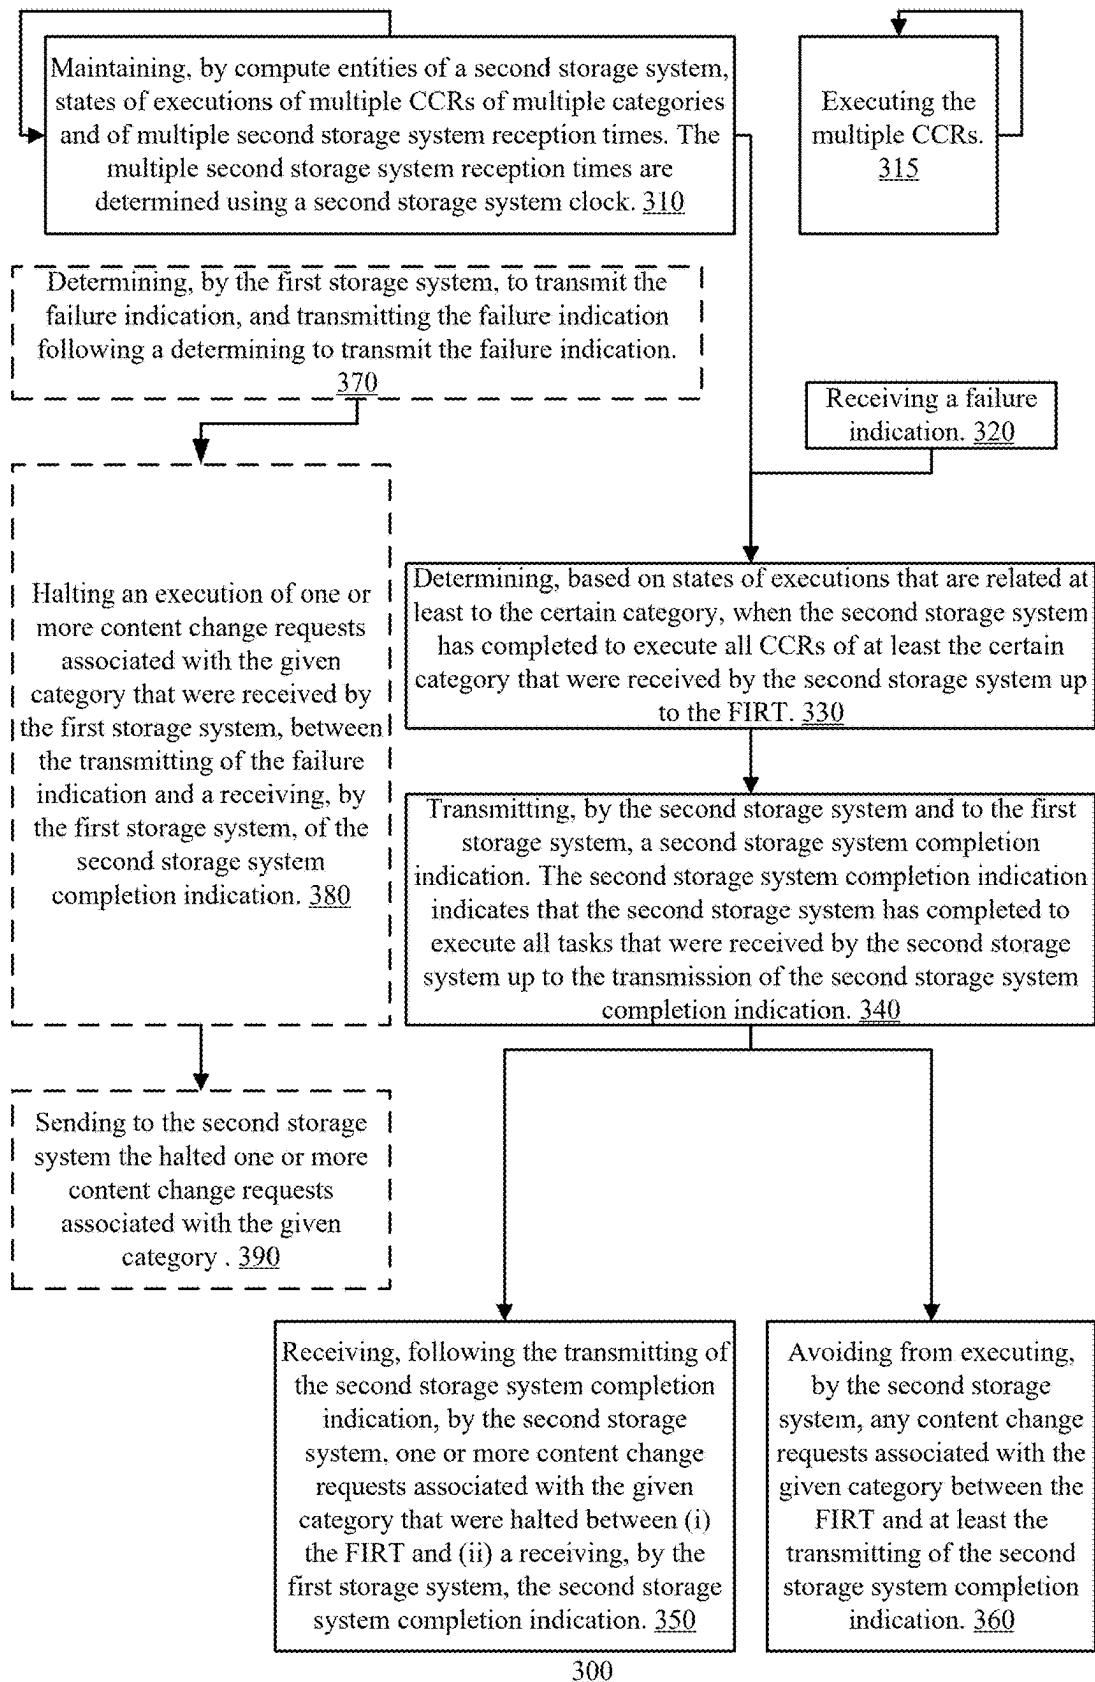 Maintaining, by compute entities of a second storage system,
states of executions of multiple CCRs of multiple categories
and of multiple second storage system reception times. The
multiple second storage system reception times are
determined using a second storage system clock. 310
Executing the
multiple CCRs.
315
Determining, by the first storage system, to transmit the
failure indication, and transmitting the failure indication
following a determining to transmit the failure indication.
370
Receiving a failure
indication. 320
Halting an execution of one or
more content change requests
associated with the given
category that were received by
the first storage system, between
the transmitting of the failure
indication and a receiving, by
the first storage system, of the
second storage system
completion indication. 380
Determining, based on states of executions that are related at
least to the certain category, when the second storage system
has completed to execute all CCRs of at least the certain
category that were received by the second storage system up
to the FIRT. 330
Transmitting, by the second storage system and to the first
storage system, a second storage system completion
indication. The second storage system completion indication
indicates that the second storage system has completed to
execute all tasks that were received by the second storage
system up to the transmission of the second storage system
completion indication. 340
Sending to the second storage
system the halted one or more
content change requests
associated with the given
category . 390
Receiving, following the transmitting of
the second storage system completion
indication, by the second storage
system, one or more content change
requests associated with the given
category that were halted between (i)
the FIRT and (ii) a receiving, by the
first storage system, the second storage
system completion indication. 350
Avoiding from executing,
by the second storage
system, any content change
requests associated with the
given category between the
FIRT and at least the
transmitting of the second
storage system completion
indication. 360
300